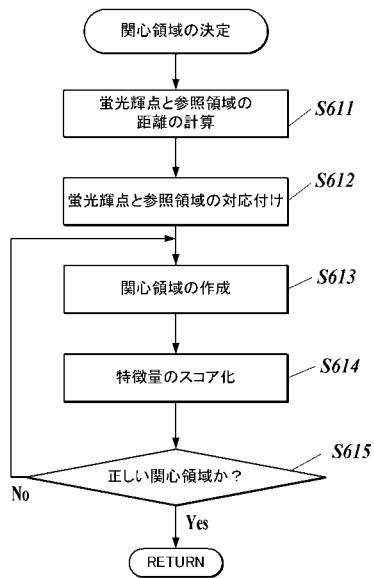 関心領域の決定
蛍光輝点と参照領域の
距離の計算
S611
蛍光輝点と参照領域の対応付け
S612
関心領域の作成
S613
特徴量のスコア化
S614
正しい関心領域か？
S615
No
Yes
RETURN